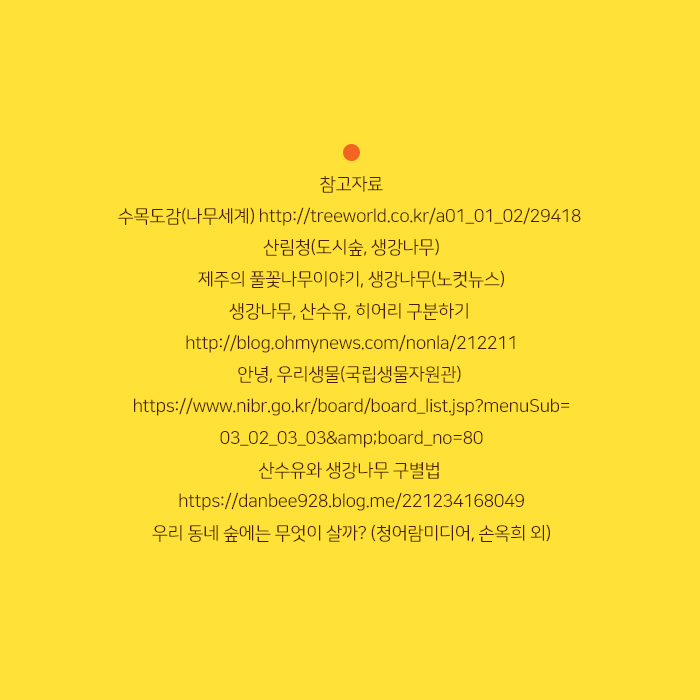 참고자료
수목도감(나무세계) http://treeworld.co.kr/a01_01_02/29418
산림청(도시숲, 생강나무)
제주의 풀꽃나무이야기, 생강나무(노컷뉴스)
생강나무, 산수유, 히어리 구분하기
http://blog.ohmynews.com/nonla/212211
안녕, 우리생물(국립생물자원관)
https://www.nibr.go.kr/board/board_list.jsp?menuSub=
03_02_03_03&amp;board_no=80
산수유와 생강나무 구별법
https://danbee928.blog.me/221234168049
우리 동네 숲에는 무엇이 살까? (청어람미디어, 손옥희 외)